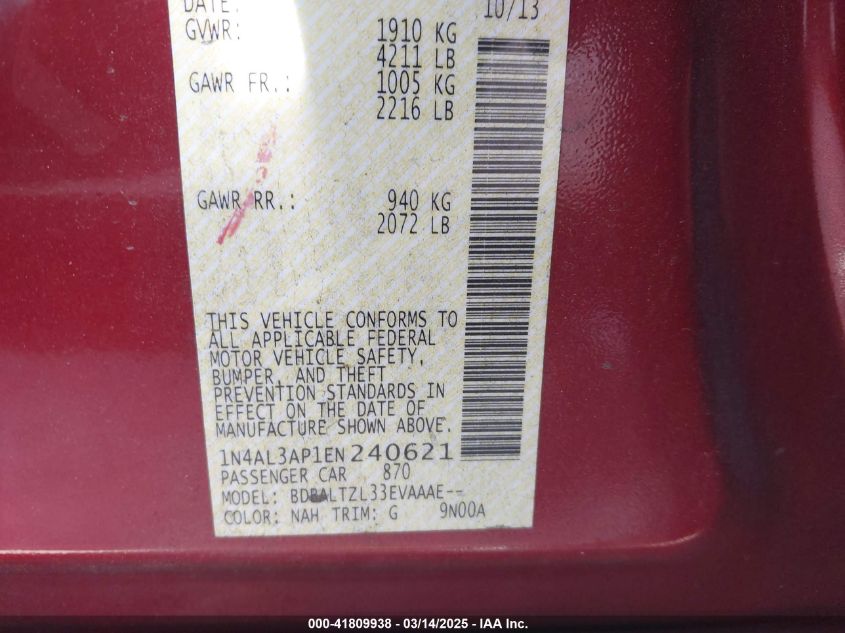 DATE: 10/13
GVWR: 1910 KG
4211 LB
GAWR FR.: 1005 KG
2216 LB
GAWR RR.: 940 KG
2072 LB
THIS VEHICLE CONFORMS TO
ALL APPLICABLE FEDERAL
MOTOR VEHICLE SAFETY,
BUMPER, AND THEFT
PREVENTION STANDARDS IN
EFFECT ON THE DATE OF
MANUFACTURE SHOWN ABOVE.
1N4AL3AP1EN240621
PASSENGER CAR 870
MODEL:
COLOR: NAH TRIM: G 9N00A
000-41809938 - 03/14/2025 - IAA Inc.